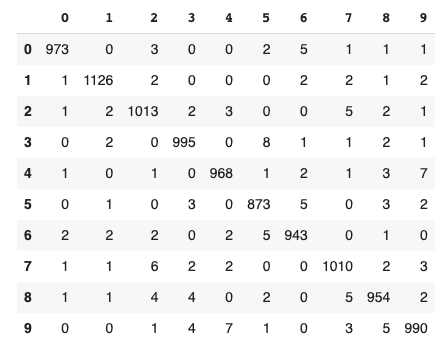 0 1 2 3 4 5 6 7 8 9
0 973 0 3 0 0 2 5 1 1 1
1 1 1126 2 0 0 0 2 2 1 2
2 1 2 1013 2 3 0 0 5 2 1
3 0 2 0 995 0 8 1 1 2 1
4 1 0 1 0 968 1 2 1 3 7
5 0 1 0 3 0 873 5 0 3 2
6 2 2 2 0 2 5 943 0 1 0
7 1 1 6 2 2 0 0 1010 2 3
8 1 1 4 4 0 2 0 5 954 2
9 0 0 1 4 7 1 0 3 5 990